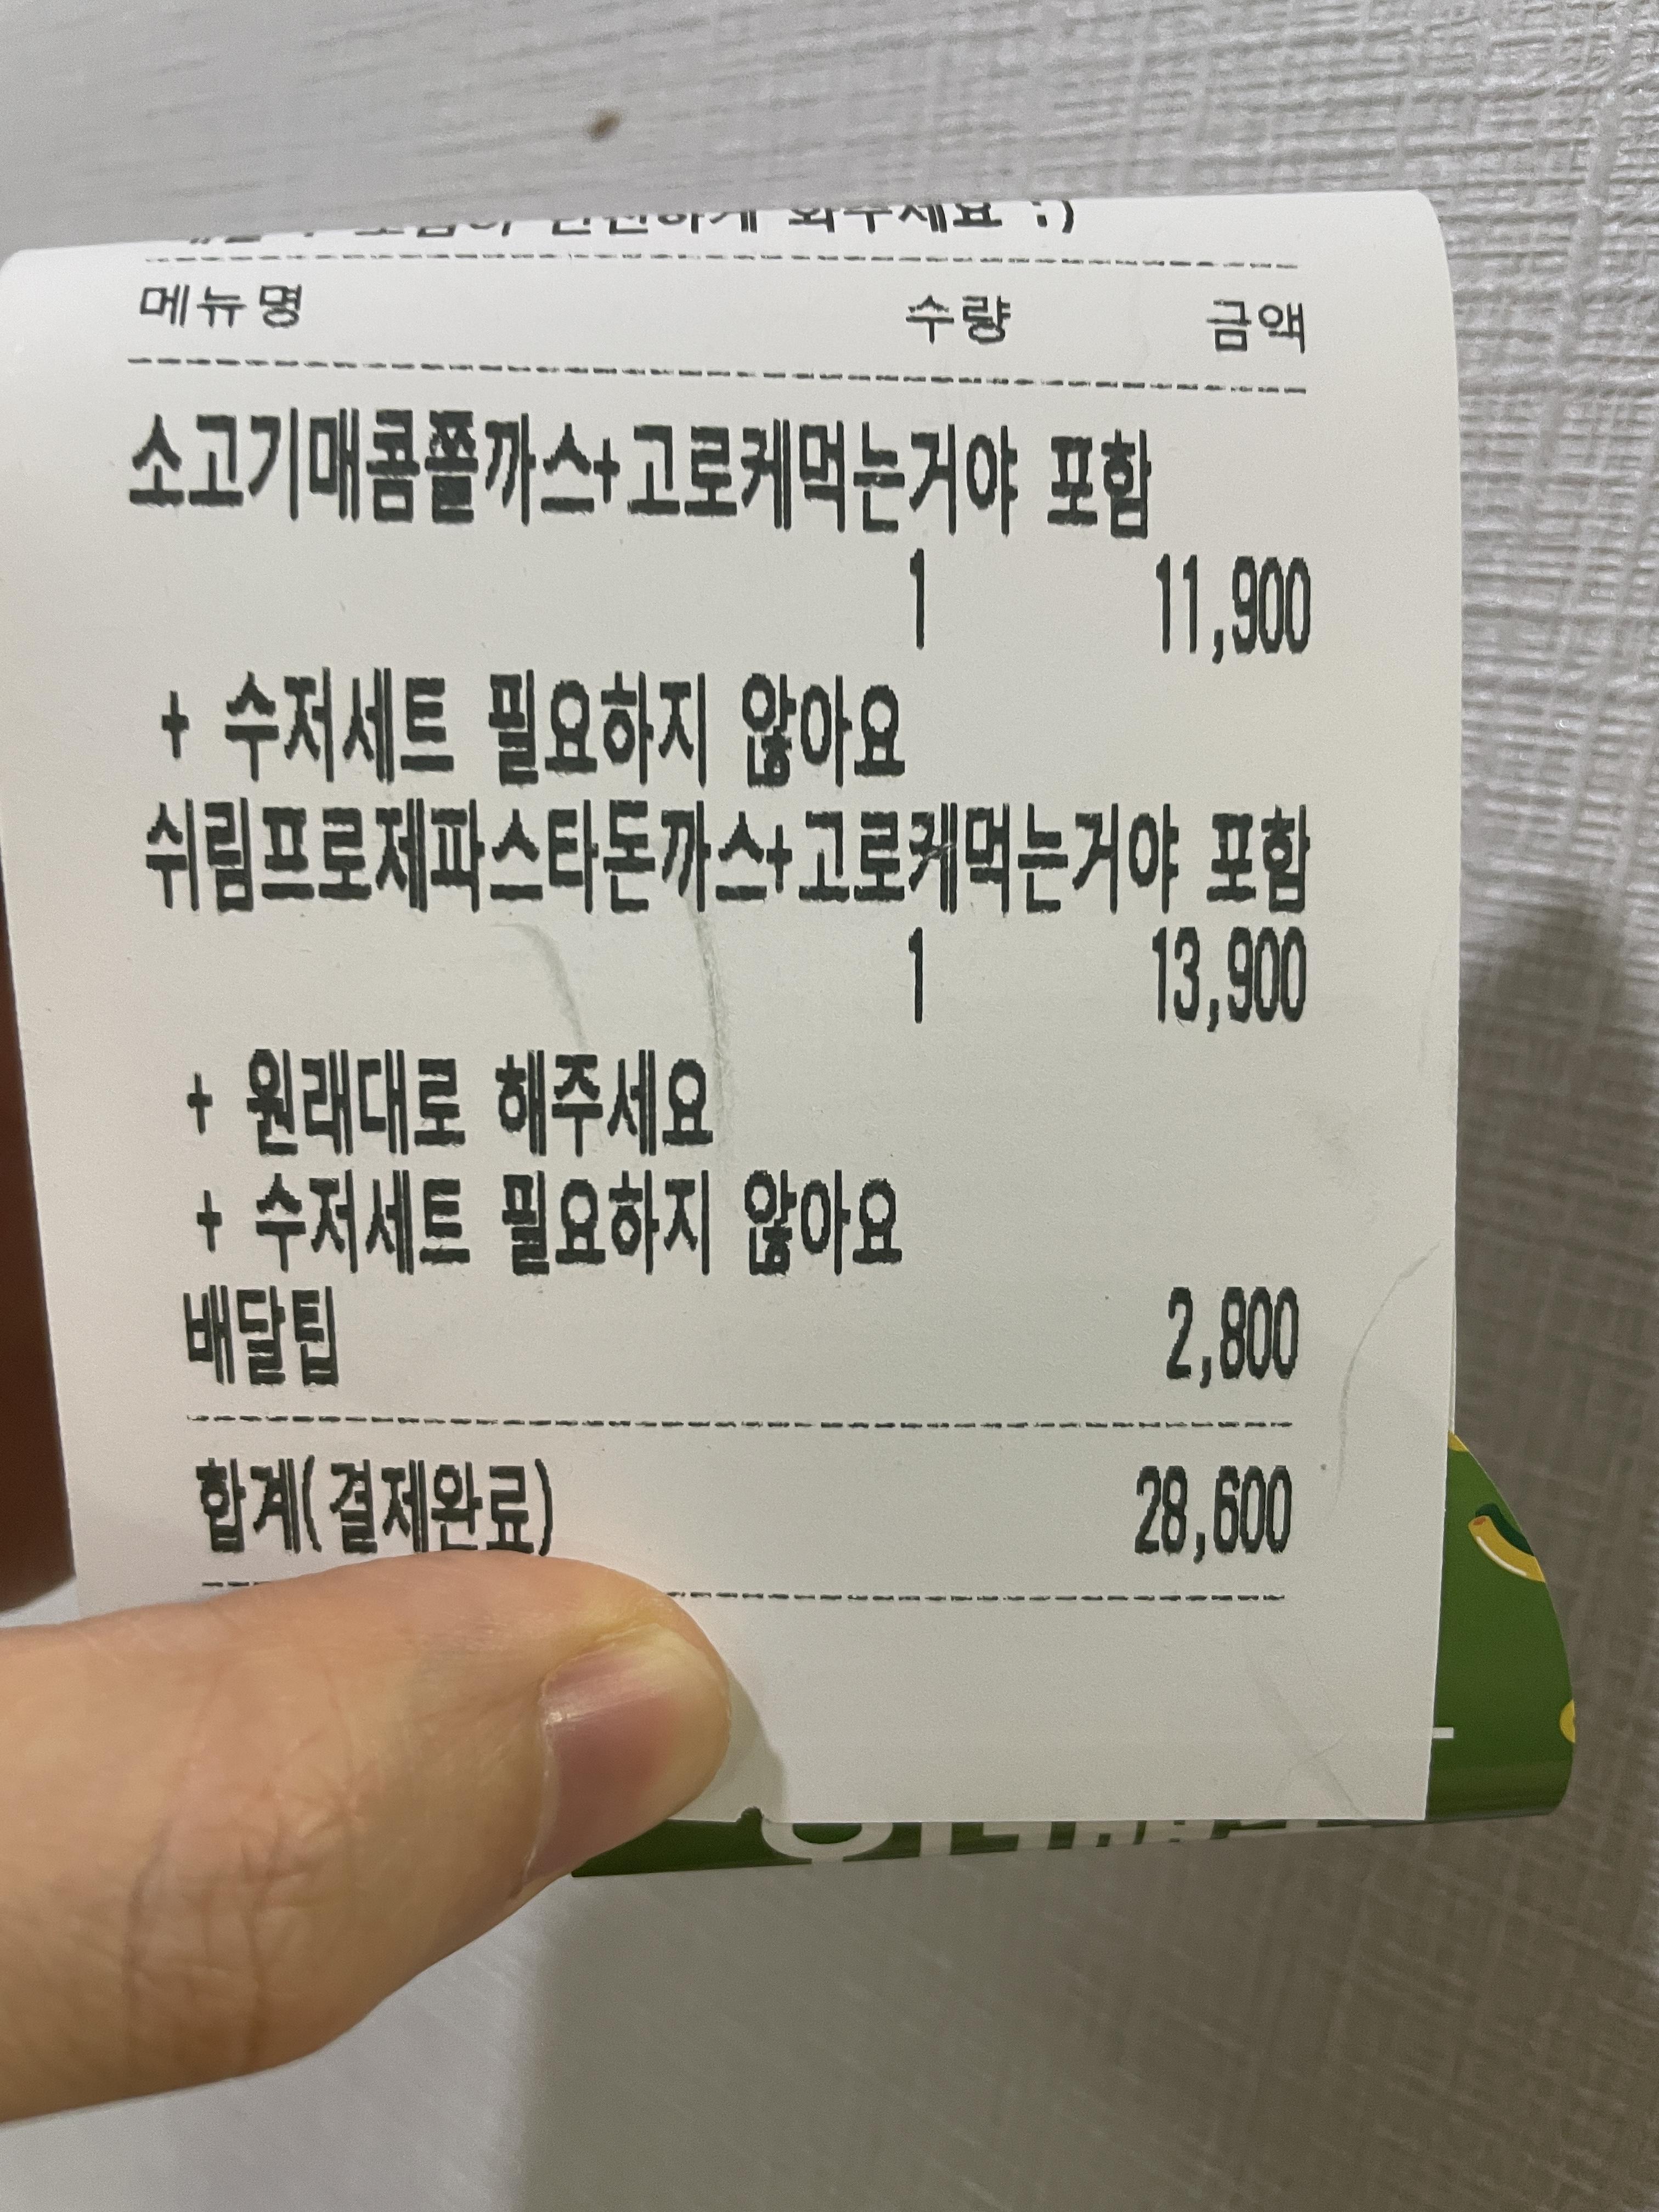 메뉴명 수량 금액
소고기매콤쫄까스+고로케먹는거야 포함
1 11,900
+ 수저세트 필요하지 않아요
쉬림프로제파스타돈까스+고로케먹는거야 포함
1 13,900
+ 원래대로 해주세요
+ 수저세트 필요하지 않아요
배달팁 2,800
합계(결제완료) 28,600